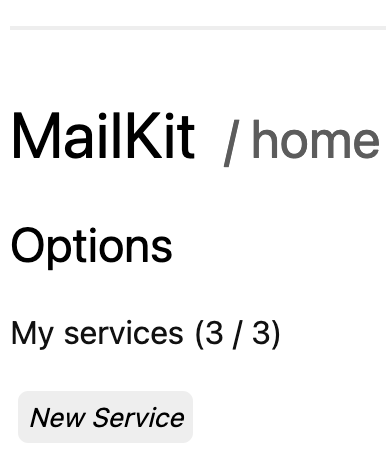 MailKit / home
Options
My services (3 / 3)
New Service